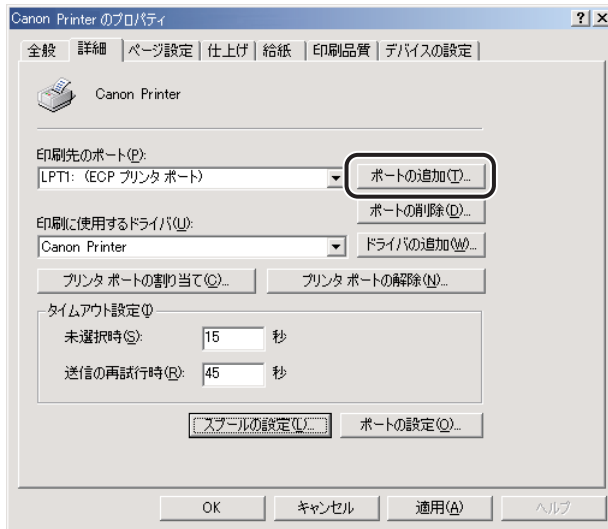 Canon Printer のプロパティ
全般 詳細 ページ設定 仕上げ 給紙 印刷品質 デバイスの設定
Canon Printer
印刷先のポート(P):
LPT1: (ECP プリンタ ポート) ポートの追加(T)...
ポートの削除(D)...
印刷に使用するドライバ(U):
Canon Printer ドライバの追加(W)...
プリンタ ポートの割り当て(C)... プリンタ ポートの解除(N)...
タイムアウト設定(I)
未選択時(S): 15 秒
送信の再試行時(R): 45 秒
スプールの設定(L)... ポートの設定(O)...
OK キャンセル 適用(A) ヘルプ